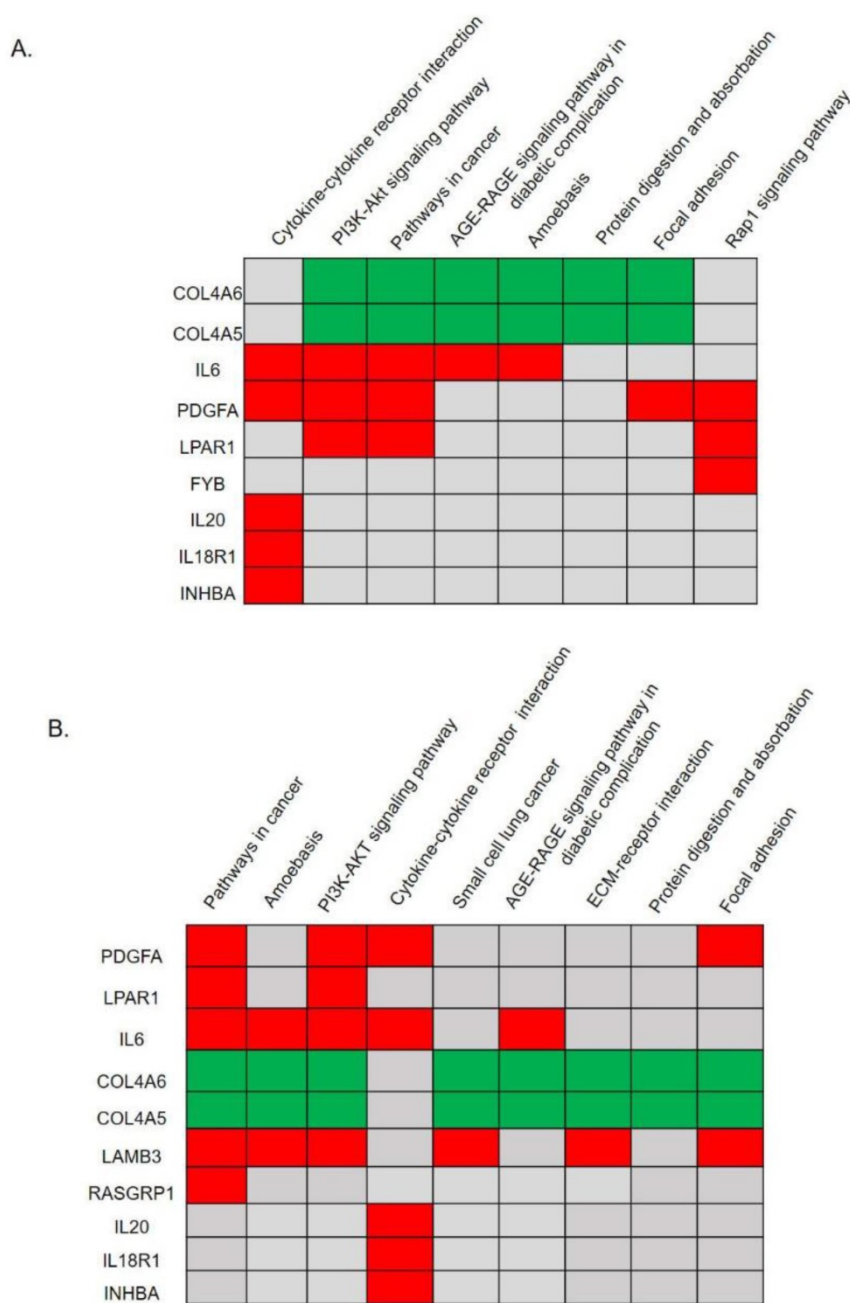 A.
Cytokine-cytokine receptor interaction
PI3K-Akt signaling pathway
Pathways in cancer
AGE-RAGE signaling pathway in
diabetic complication
Amoebasis
Protein digestion and absorbation
Focal adhesion
Rap1 signaling pathway
COL4A6
COL4A5
IL6
PDGFA
LPAR1
FYB
IL20
IL18R1
INHBA
B.
Pathways in cancer
Amoebasis
PI3K-AKT signaling pathway
Cytokine-cytokine receptor interaction
Small cell lung cancer
AGE-RAGE signaling pathway in
diabetic complication
ECM-receptor interaction
Protein digestion and absorbation
Focal adhesion
PDGFA
LPAR1
IL6
COL4A6
COL4A5
LAMB3
RASGRP1
IL20
IL18R1
INHBA